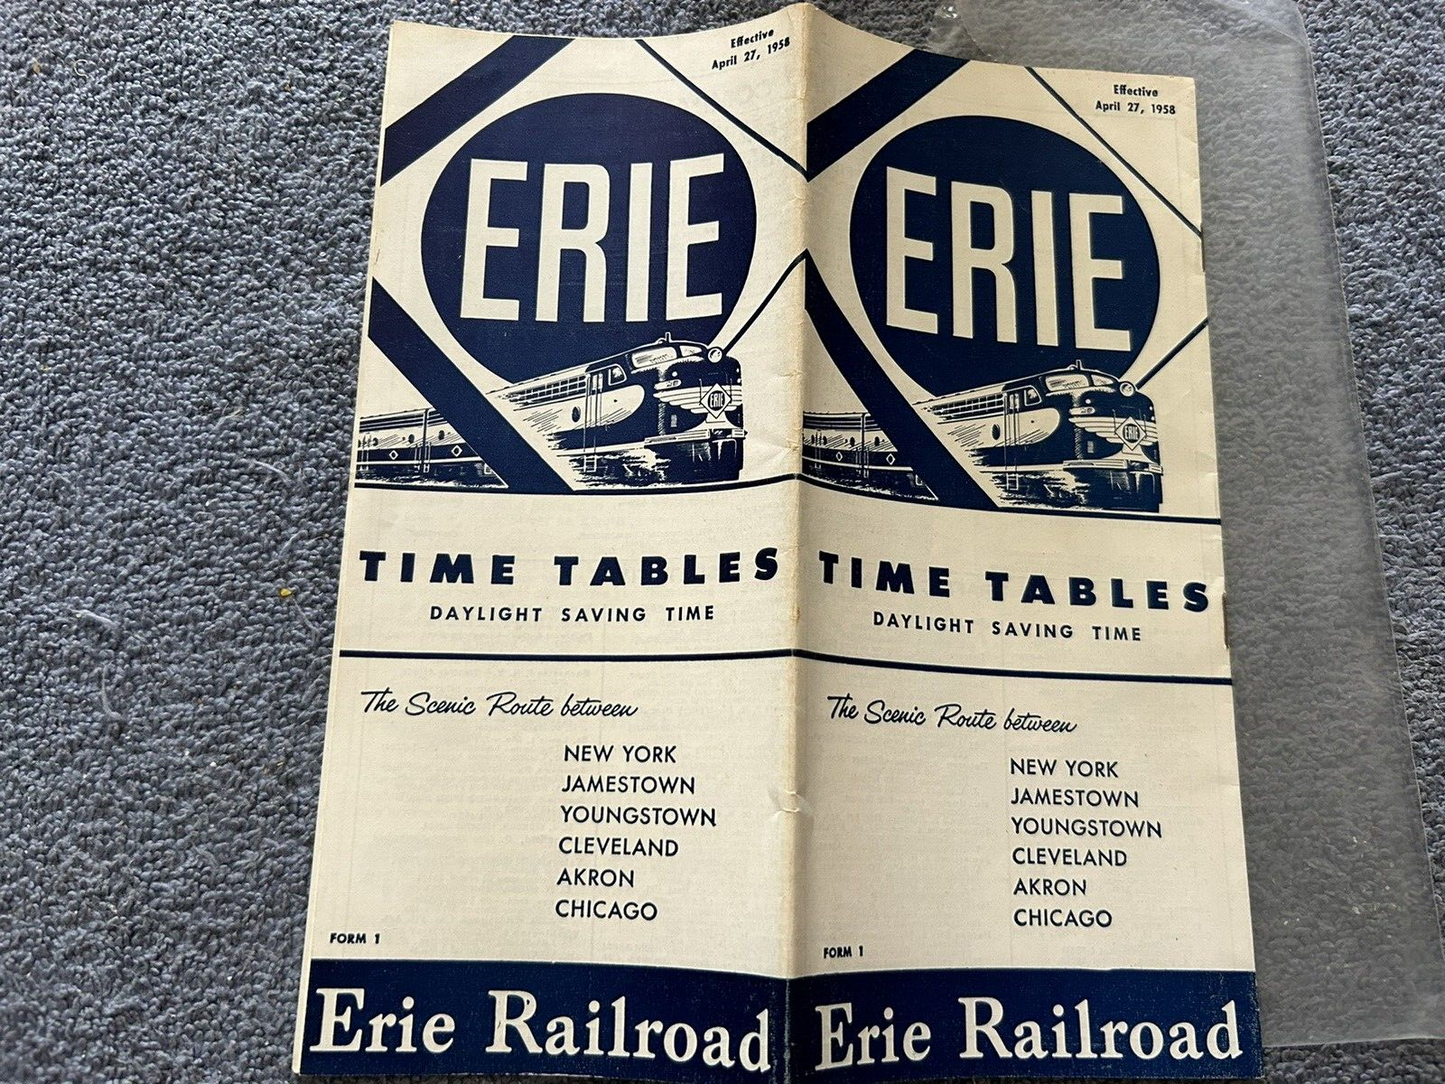 Effective
April 27, 1958
ERIE
ERIE
TIME TABLES
DAYLIGHT SAVING TIME
The Scenic Route between
NEW YORK
JAMESTOWN
YOUNGSTOWN
CLEVELAND
AKRON
CHICAGO
FORM 1
Erie Railroad
Effective
April 27, 1958
ERIE
ERIE
TIME TABLES
DAYLIGHT SAVING TIME
The Scenic Route between
NEW YORK
JAMESTOWN
YOUNGSTOWN
CLEVELAND
AKRON
CHICAGO
FORM 1
Erie Railroad